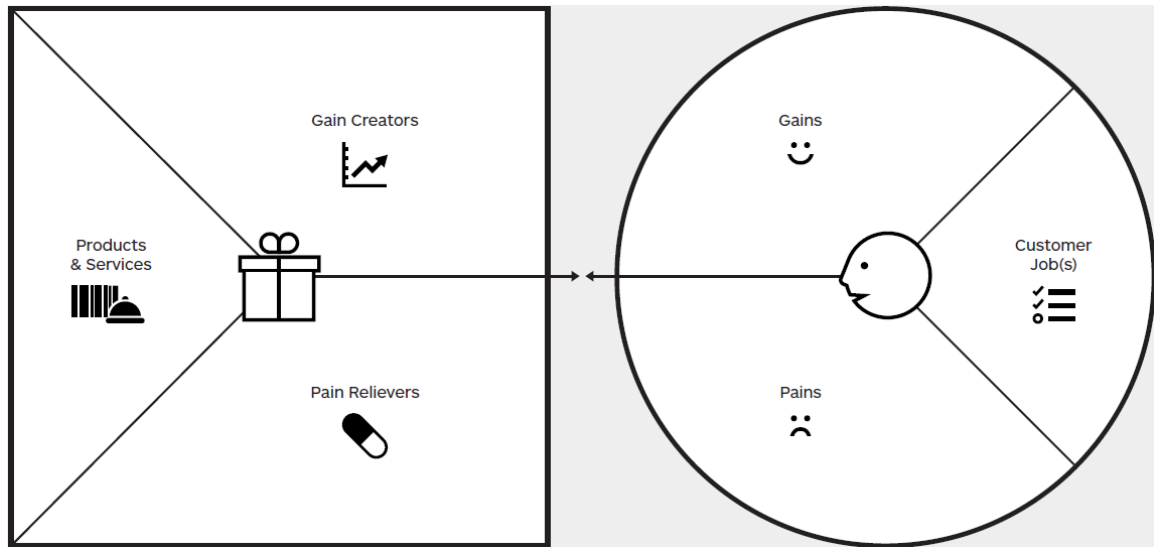 Gain Creators
Gains
Products
& Services
Customer
Job(s)
Pain Relievers
Pains